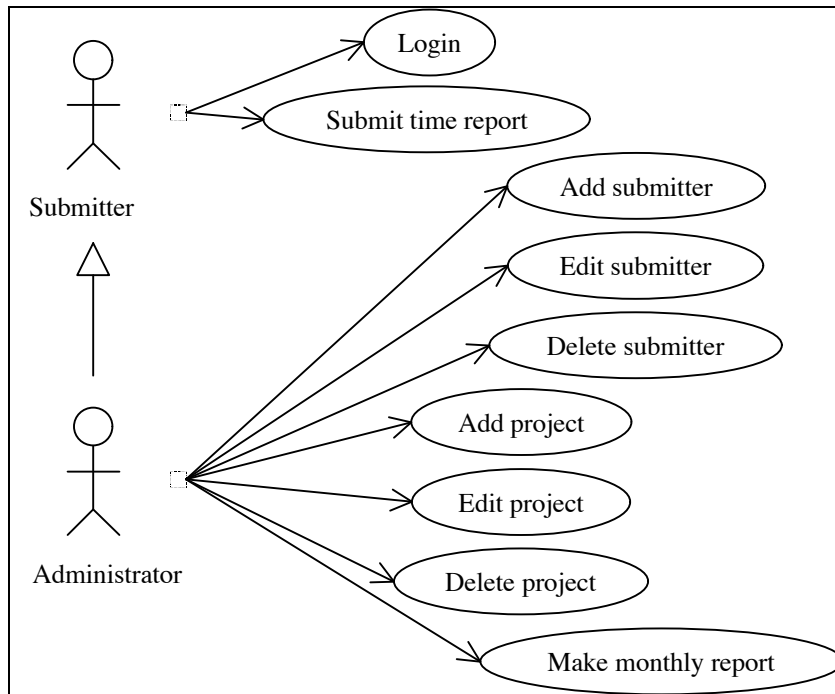 Login
Submit time report
Submitter
Add submitter
Edit submitter
Delete submitter
Add project
Edit project
Administrator
Delete project
Make monthly report